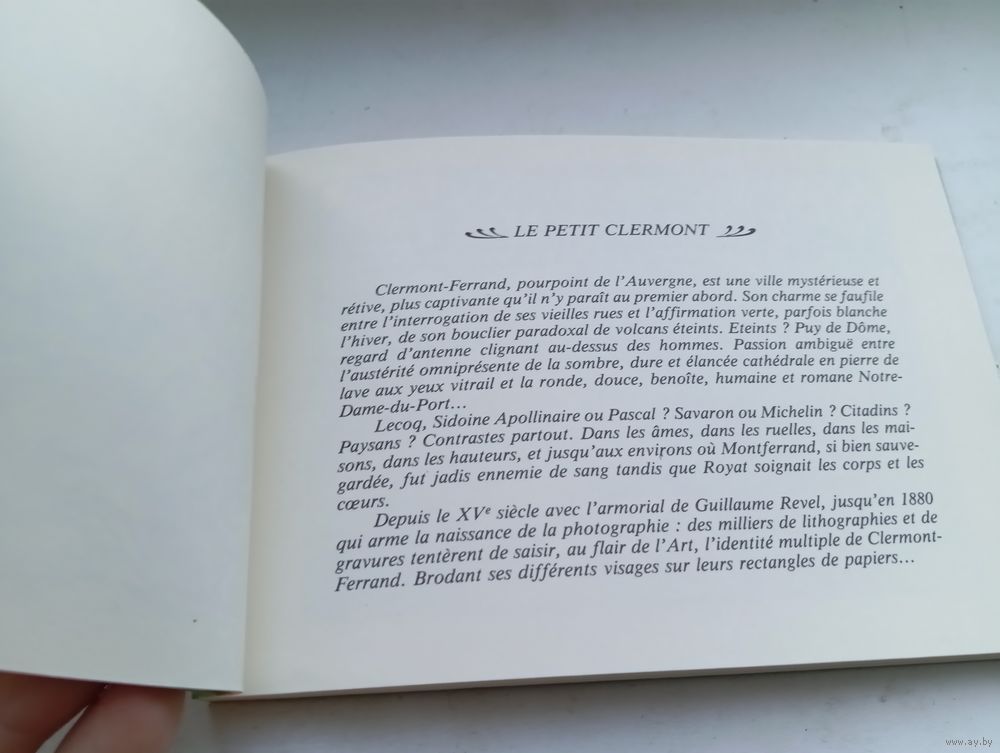 LE PETIT CLERMONT
Clermont-Ferrand, pourpoint de l'Auvergne, est une ville mystérieuse et
rétive, plus captivante qu'il n'y paraît au premier abord. Son charme se faufile
entre l'interrogation de ses vieilles rues et l'affirmation verte, parfois blanche
l'hiver, de son bouclier paradoxal de volcans éteints. Eteints ? Puy de Dôme,
regard d'antenne clignant au-dessus des hommes. Passion ambiguë entre
l'austérité omniprésente de la sombre, dure et élancée cathédrale en pierre de
lave aux yeux vitrail et la ronde, douce, benoîte, humaine et romane Notre-
Dame-du-Port...
Lecoq, Sidoine Apollinaire ou Pascal ? Savaron ou Michelin ? Citadins ?
Paysans ? Contrastes partout. Dans les âmes, dans les ruelles, dans les mai-
sons, dans les hauteurs, et jusqu'aux environs où Montferrand, si bien sauve-
gardée, fut jadis ennemie de sang tandis que Royat soignait les corps et les
cœurs.
Depuis le XVe siècle avec l'armorial de Guillaume Revel, jusqu'en 1880
qui arme la naissance de la photographie : des milliers de lithographies et de
gravures tentèrent de saisir, au flair de l'Art, l'identité multiple de Clermont-
Ferrand. Brodant ses différents visages sur leurs rectangles de papiers...
www.ay.by